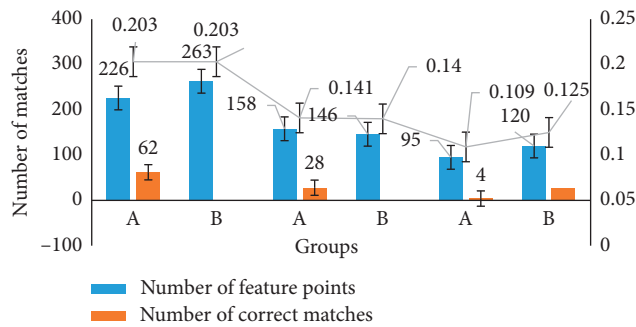 400
0.203
0.203
0.25
300
226
263
0.2
200
158
146
0.141
0.14
0.109
0.125
0.15
95
120
100
62
28
4
0.1
0
0.05
A
B
A
B
A
B
−100
0
Groups
Number of matches
Number of feature points
Number of correct matches